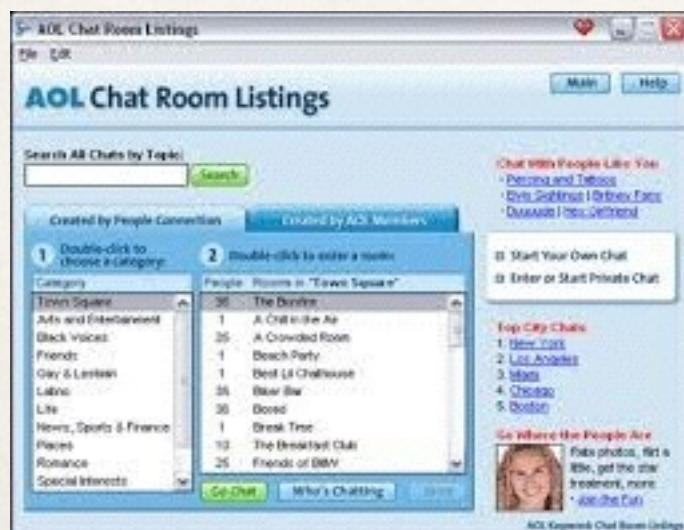 AOL Chat Room Listings
File Edit
AOL Chat Room Listings
Main Help
Search All Chats by Topic:
Search
Created by People Connection
Created by AOL Members
1 Double-click to choose a category:
2 Double-click to enter a room:
Category
Town Square
Arts and Entertainment
Black Voices
Friends
Gay & Lesbian
Latino
Life
News, Sports & Finance
Places
Romance
Special Interests
People Rooms in "Town Square"
36 The Bonfire
1 A Chill in the Air
35 A Crowded Room
1 Beach Party
1 Best Lil Chathouse
35 Biker Bar
36 Bored
1 Break Time
10 The Breakfast Club
25 Friends of
Go Chat Who's Chatting
Chat With People Like You
· Piercing and Tattoos
· Elvis Sightings | Britney Fans
· Duuuude | Hey Girlfriend
Start Your Own Chat
Enter or Start Private Chat
Top City Chats
1. New York
2. Los Angeles
3. Miami
4. Chicago
5. Boston
Go Where the People Are
Rate photos, flirt a
little, get the star
treatment, more
· Join the Fun
AOL Keyword: Chat Room Listings